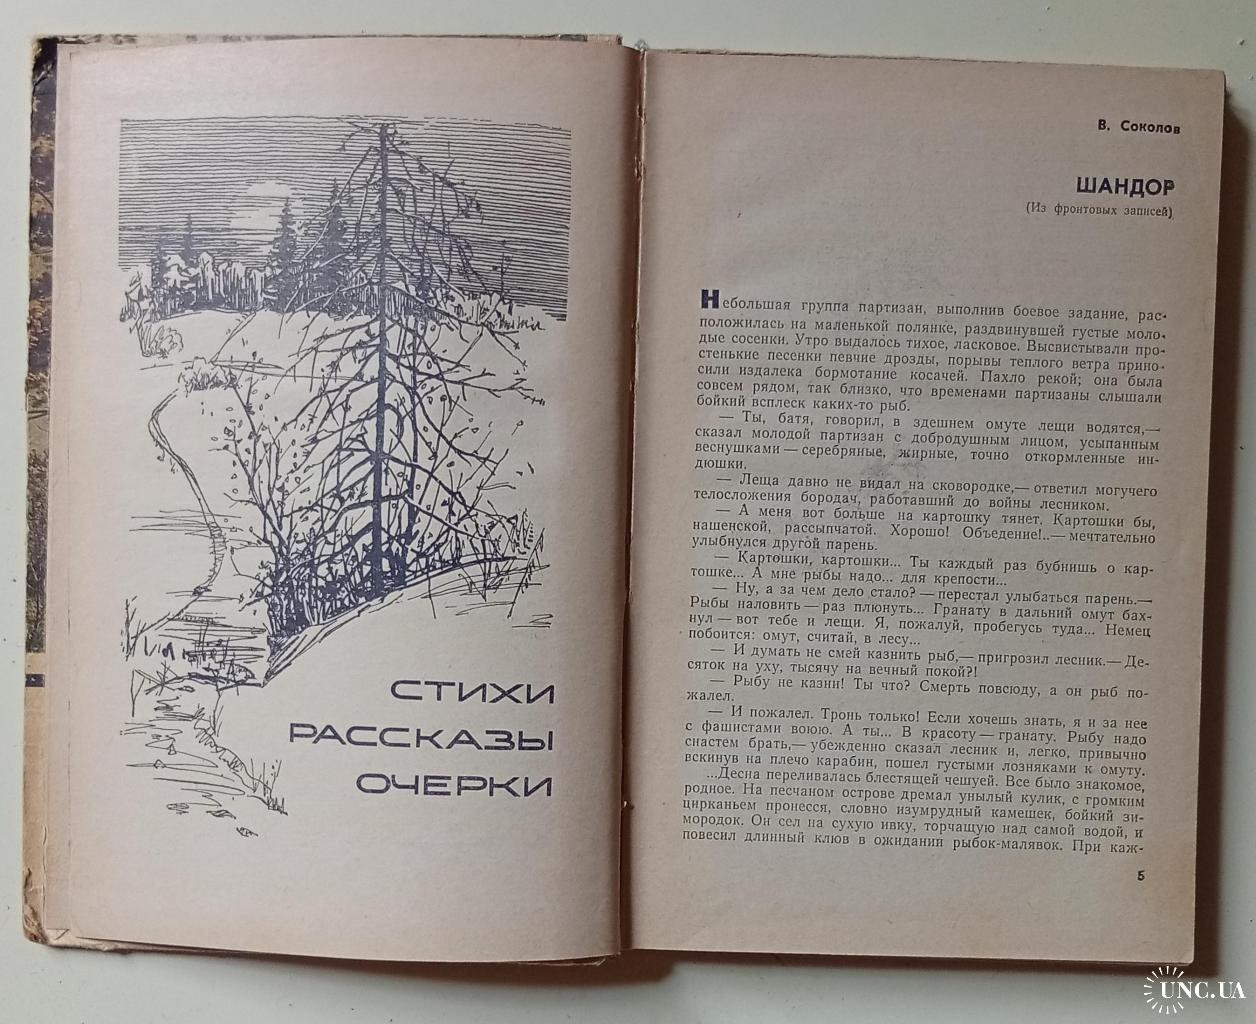 СТИХИ
РАССКАЗЫ
ОЧЕРКИ
В. Соколов
ШАНДОР
(Из фронтовых записей)
Небольшая группа партизан, выполнив боевое задание, рас-
положилась на маленькой полянке, раздвинувшей густые моло-
дые сосенки. Утро выдалось тихое, ласковое. Высвистывали про-
стенькие песенки певчие дрозды, порывы теплого ветра прино-
сили издалека бормотание косачей. Пахло рекой; она была
совсем рядом, так близко, что временами партизаны слышали
бойкий всплеск каких-то рыб.
— Ты, батя, говорил, в здешнем омуте лещи водятся,—
сказал молодой партизан с добродушным лицом, усыпанным
веснушками — серебряные, жирные, точно откормленные ин-
дюшки.
— Леща давно не видал на сковородке,— ответил могучего
телосложения бородач, работавший до войны лесником.
— А меня вот больше на картошку тянет. Картошки бы,
нашенской, рассыпчатой. Хорошо! Объедение!..— мечтательно
улыбнулся другой парень.
— Картошки, картошки... Ты каждый раз бубнишь о кар-
тошке... А мне рыбы надо... для крепости...
— Ну, а за чем дело стало? — перестал улыбаться парень.—
Рыбы наловить — раз плюнуть... Гранату в дальний омут бах-
нул — вот тебе и лещи. Я, пожалуй, пробегусь туда... Немец
побоится: омут, считай, в лесу...
— И думать не смей казнить рыб,— пригрозил лесник.— Де-
сяток на уху, тысячу на вечный покой?!
— Рыбу не казни! Ты что? Смерть повсюду, а он рыб по-
жалел.
— И пожалел. Тронь только! Если хочешь знать, я и за нее
с фашистами воюю. А ты... В красоту — гранату. Рыбу надо
снастем брать,— убежденно сказал лесник и, легко, привычно
вскинув на плечо карабин, пошел густыми лозняками к омуту.
...Десна переливалась блестящей чешуей. Все было знакомое,
родное. На песчаном острове дремал унылый кулик, с громким
цирканьем пронесся, словно изумрудный камешек, бойкий зи-
мородок. Он сел на сухую ивку, торчащую над самой водой, и
повесил длинный клюв в ожидании рыбок-малявок. При каж-
5
UNC.UA